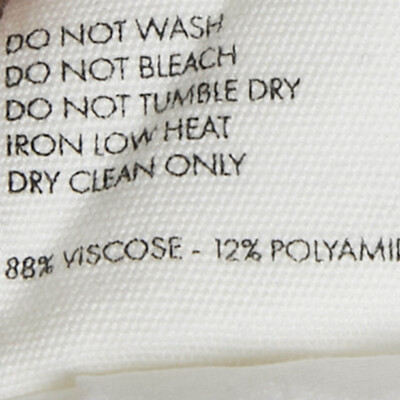 DO NOT WASH
DO NOT BLEACH
DO NOT TUMBLE DRY
IRON LOW HEAT
DRY CLEAN ONLY
88% VISCOSE - 12% POLYAMI